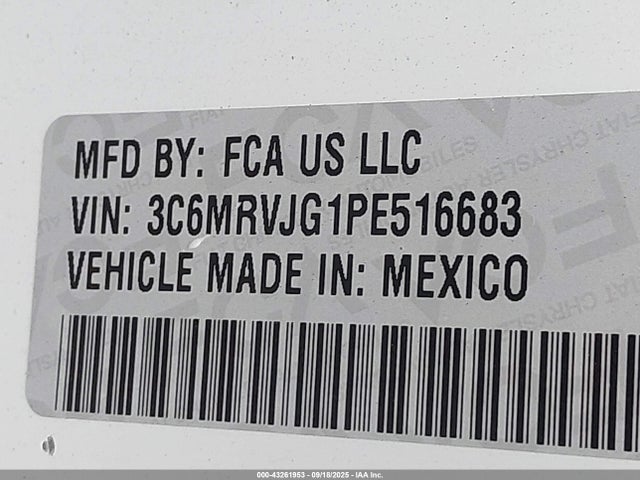 MFD BY: FCA US LLC
VIN: 3C6MRVJG1PE516683
VEHICLE MADE IN: MEXICO
000-43261953 - 09/18/2025 - IAA Inc.